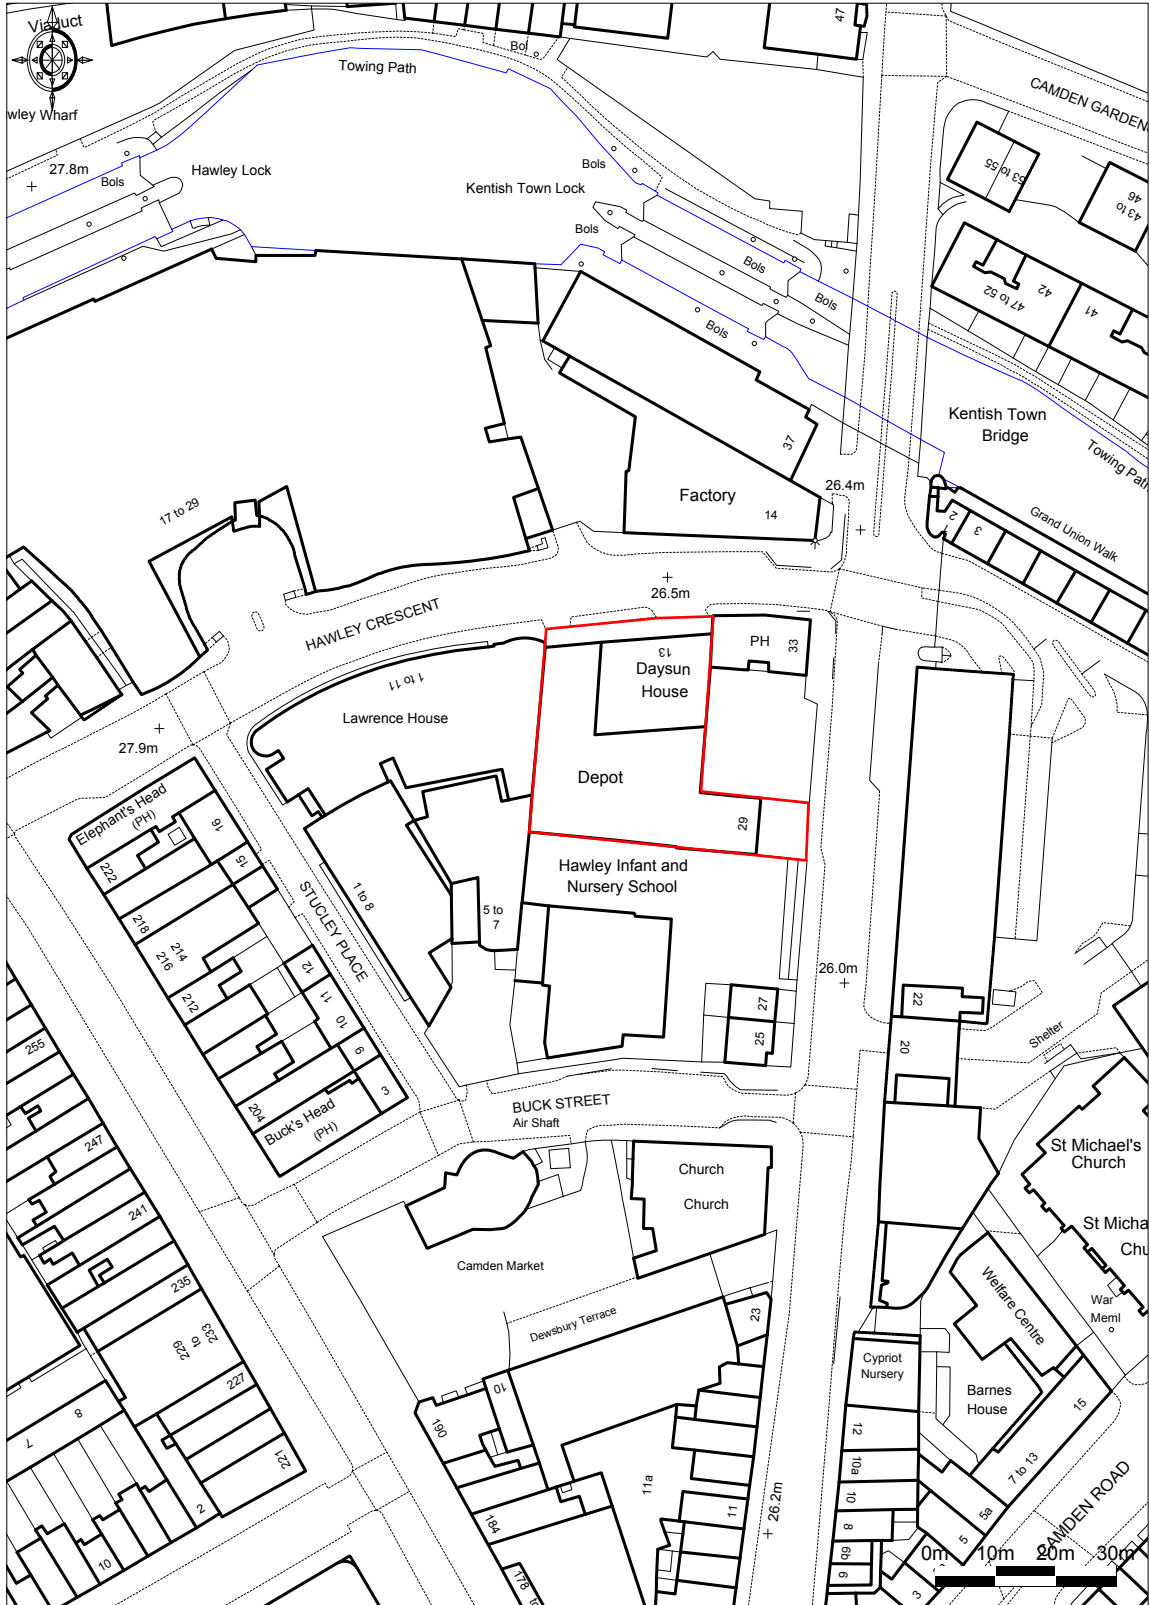 Viaduct
wley Wharf
27.8m
Bols
Hawley Lock
Towing Path
Bol
Kentish Town Lock
Bols
Bols
Bols
Bols
Bols
47
CAMDEN GARDEN
53 to 55
43 to
46
47 to 52
42
41
Kentish Town
Bridge
Towing Path
Grand Union Walk
1
2
3
37
26.4m
Factory
14
17 to 29
HAWLEY CRESCENT
26.5m
13
Daysun
House
PH
33
1 to 11
Lawrence House
27.9m
Depot
29
Elephant's Head
(PH)
222
16
15
218
214
216
212
STUCLEY PLACE
1 to 8
5 to
7
Hawley Infant and
Nursery School
12
11
10
9
3
204
Buck's Head
(PH)
27
25
26.0m
22
20
Shelter
BUCK STREET
Air Shaft
Church
Church
St Michael's
Church
St Micha
Chu
War
Meml
Camden Market
Dewsbury Terrace
23
Welfare Centre
Cypriot
Nursery
Barnes
House
15
7 to 13
5a
5
3
12
10a
10
8
6b
6
CAMDEN ROAD
255
247
241
235
233
to
229
227
221
8
7
2
10
190
10
184
178 to
11a
11
26.2m
0m 10m 20m 30m